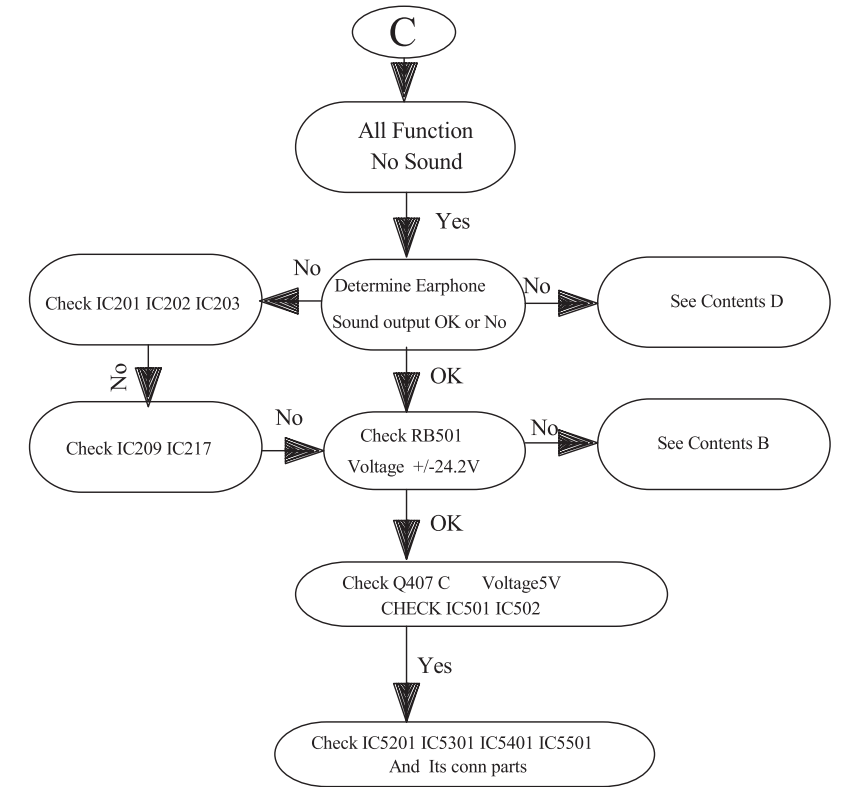 C
All Function
No Sound
Yes
No
Determine Earphone
Sound output OK or No
No
See Contents D
Check IC201 IC202 IC203
No
OK
Check IC209 IC217
No
Check RB501
Voltage +/-24.2V
No
See Contents B
OK
Check Q407 C Voltage5V
CHECK IC501 IC502
Yes
Check IC5201 IC5301 IC5401 IC5501
And Its conn parts